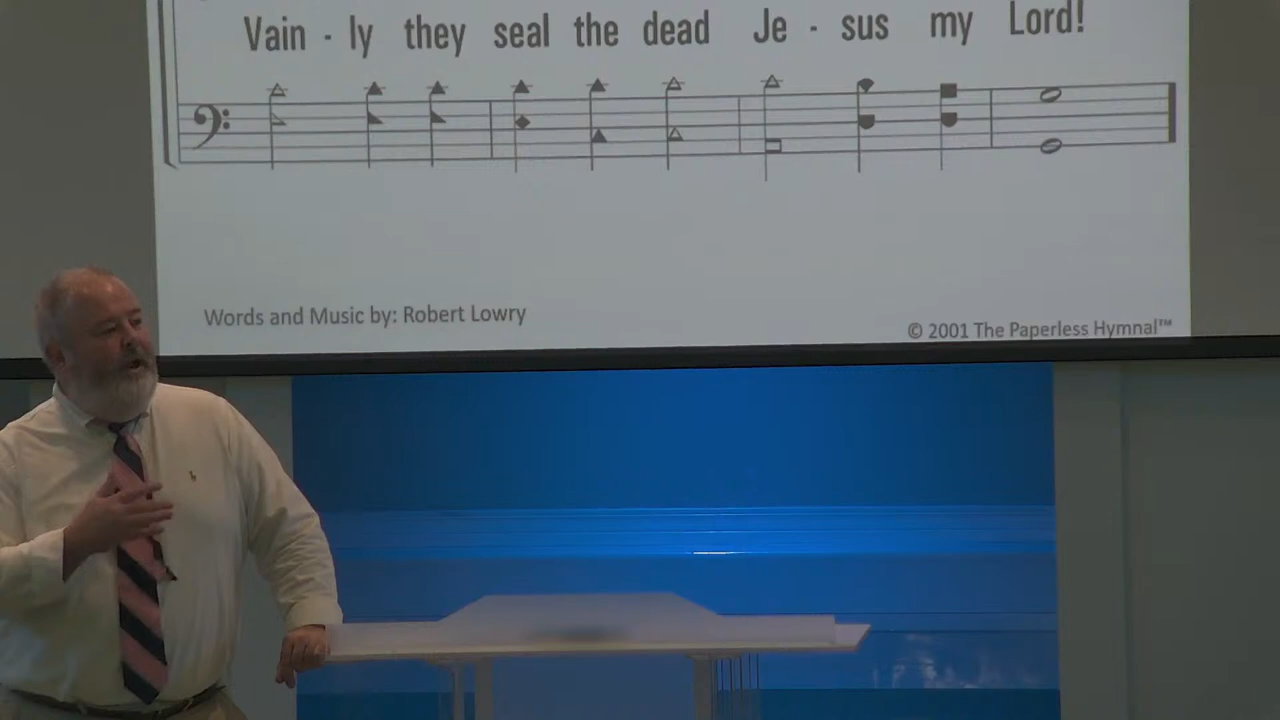 Vain - ly they seal the dead Je - sus my Lord!
Words and Music by: Robert Lowry
© 2001 The Paperless Hymnal™